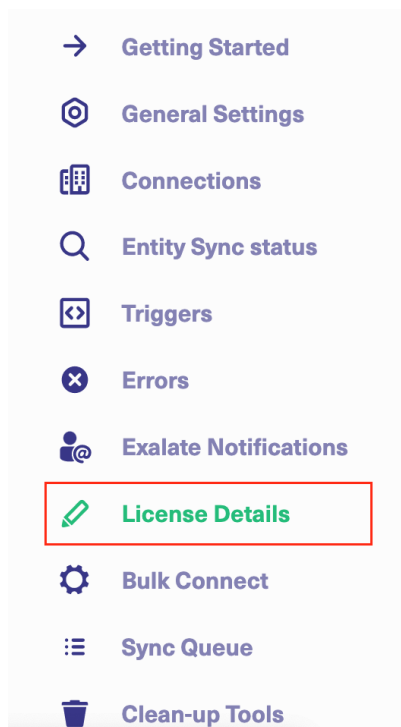 Getting Started
General Settings
Connections
Entity Sync status
Triggers
Errors
Exalate Notifications
License Details
Bulk Connect
Sync Queue
Clean-up Tools